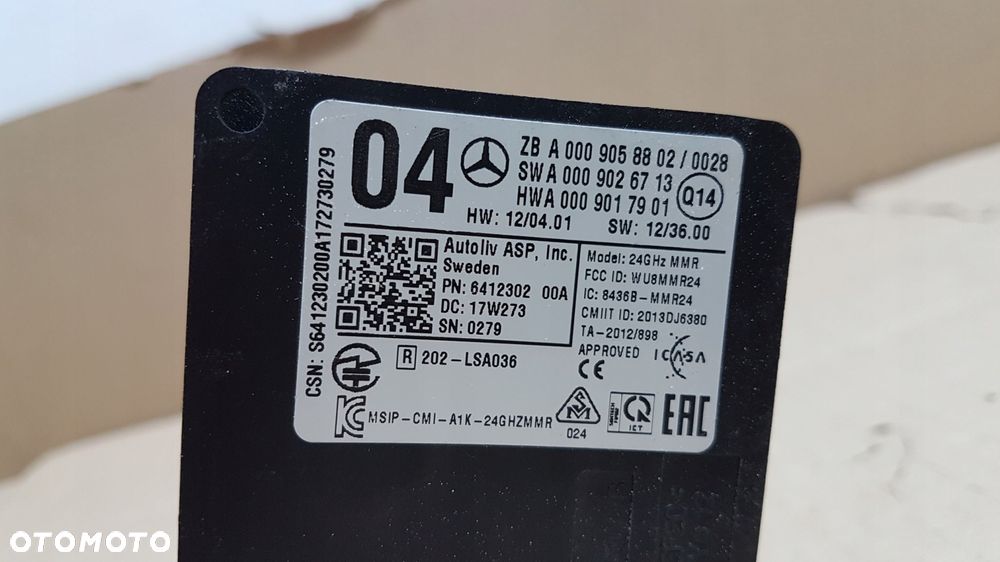 04
ZB A 000 905 88 02 / 0028
SW A 000 902 67 13
HW A 000 901 79 01
Q14
HW: 12/04.01 SW: 12/36.00
CSN: S641230200A172730279
Autoliv ASP, Inc.
Sweden
PN: 6412302 00A
DC: 17W273
SN: 0279
Model: 24GHz MMR
FCC ID: WU8MMR24
IC: 8436B-MMR24
CMIIT ID: 2013DJ6380
TA-2012/898
APPROVED ICASA
CE
R 202-LSA036
KC MSIP-CMI-A1K-24GHZMMR
024
ICT
EAC
OTOMOTO